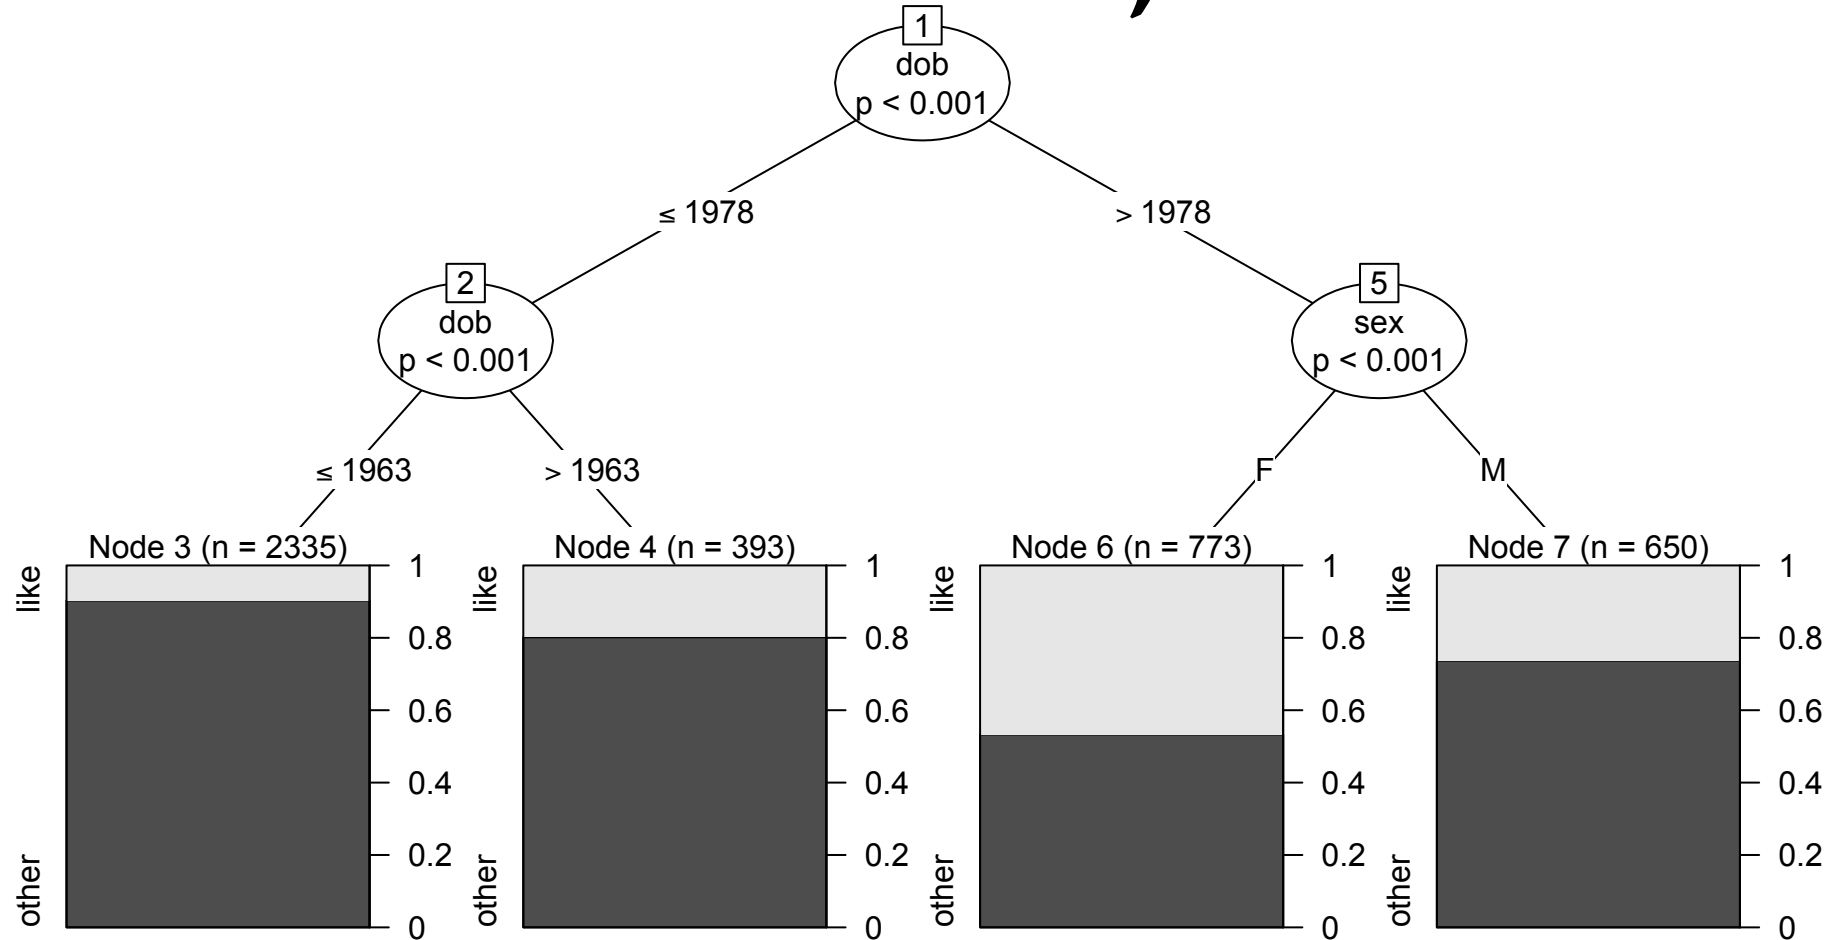 1
dob
p < 0.001
≤ 1978
> 1978
2
dob
p < 0.001
5
sex
p < 0.001
≤ 1963
> 1963
F
M
Node 3 (n = 2335)
like
other
1
0.8
0.6
0.4
0.2
0
Node 4 (n = 393)
like
other
1
0.8
0.6
0.4
0.2
0
Node 6 (n = 773)
like
other
1
0.8
0.6
0.4
0.2
0
Node 7 (n = 650)
like
other
1
0.8
0.6
0.4
0.2
0